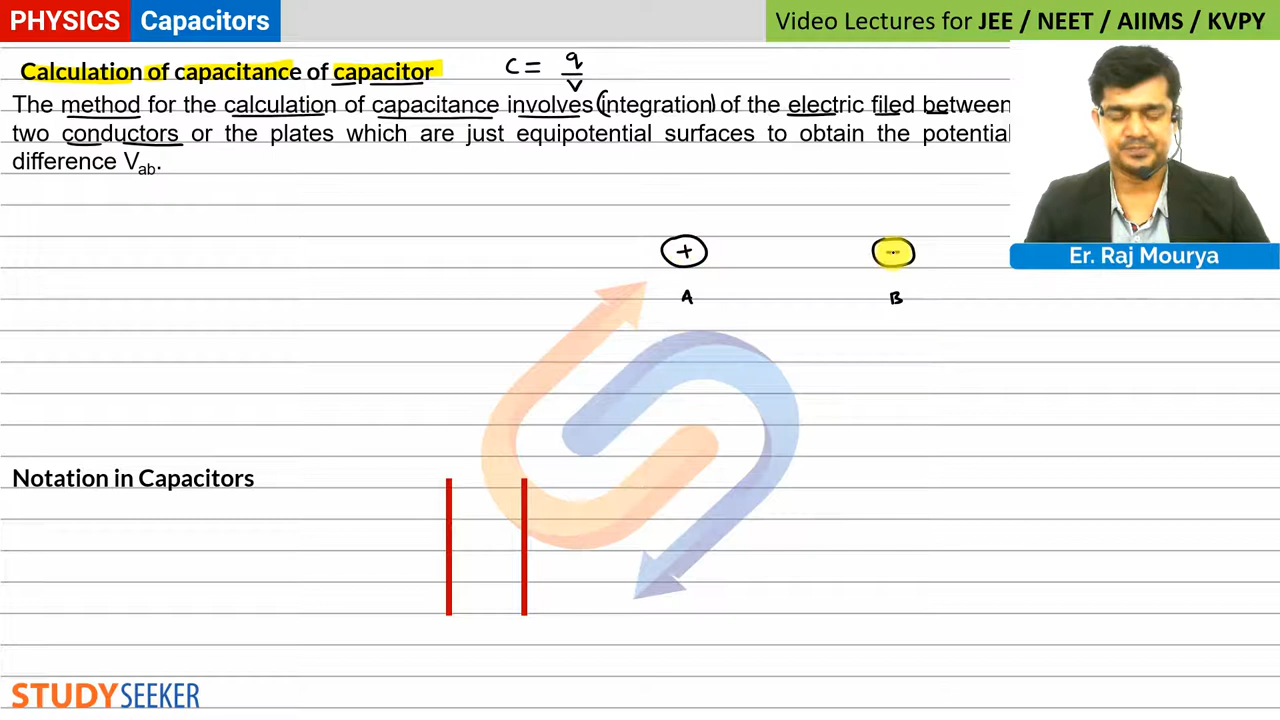 PHYSICS Capacitors Video Lectures for JEE / NEET / AIIMS / KVPY
Calculation of capacitance of capacitor C = q/V
The method for the calculation of capacitance involves (integration) of the electric filed between
two conductors or the plates which are just equipotential surfaces to obtain the potential
difference Vab.
+ -
A B
Er. Raj Mourya
Notation in Capacitors
STUDYSEEKER